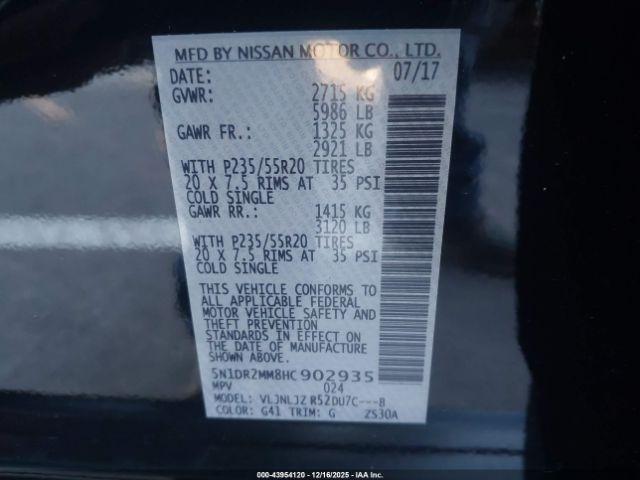 MFD BY NISSAN MOTOR CO., LTD.
DATE: 07/17
GVWR: 2715 KG
5986 LB
GAWR FR.: 1325 KG
2921 LB
WITH P235/55R20 TIRES
20 X 7.5 RIMS AT 35 PSI
COLD SINGLE
GAWR RR.: 1415 KG
3120 LB
WITH P235/55R20 TIRES
20 X 7.5 RIMS AT 35 PSI
COLD SINGLE
THIS VEHICLE CONFORMS TO
ALL APPLICABLE FEDERAL
MOTOR VEHICLE SAFETY AND
THEFT PREVENTION
STANDARDS IN EFFECT ON
THE DATE OF MANUFACTURE
SHOWN ABOVE.
5N1DR2MM8HC902935
MPV 024
MODEL: VLJNLJZ R52DU7C---8
COLOR: G41 TRIM: G ZS30A
000-43954120 - 12/16/2025 - IAAI.COM